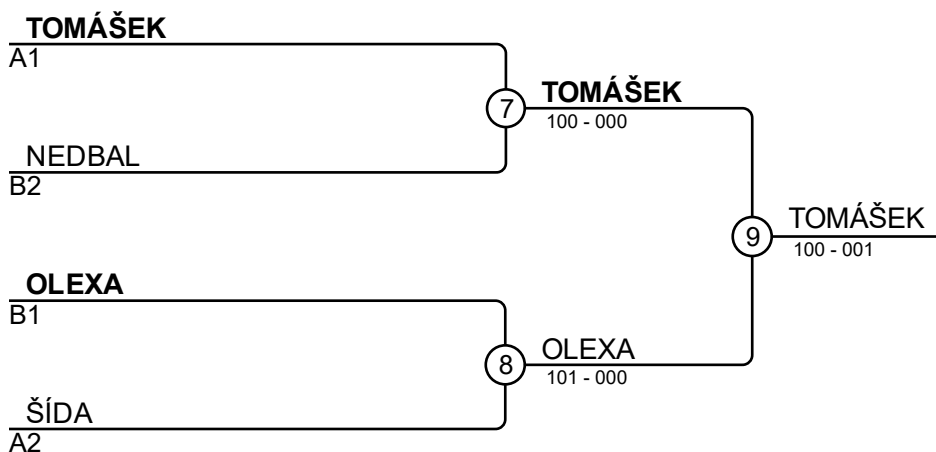 TOMÁŠEK
A1
7
TOMÁŠEK
100 - 000
NEDBAL
B2
9
TOMÁŠEK
100 - 001
OLEXA
B1
8
OLEXA
101 - 000
ŠÍDA
A2